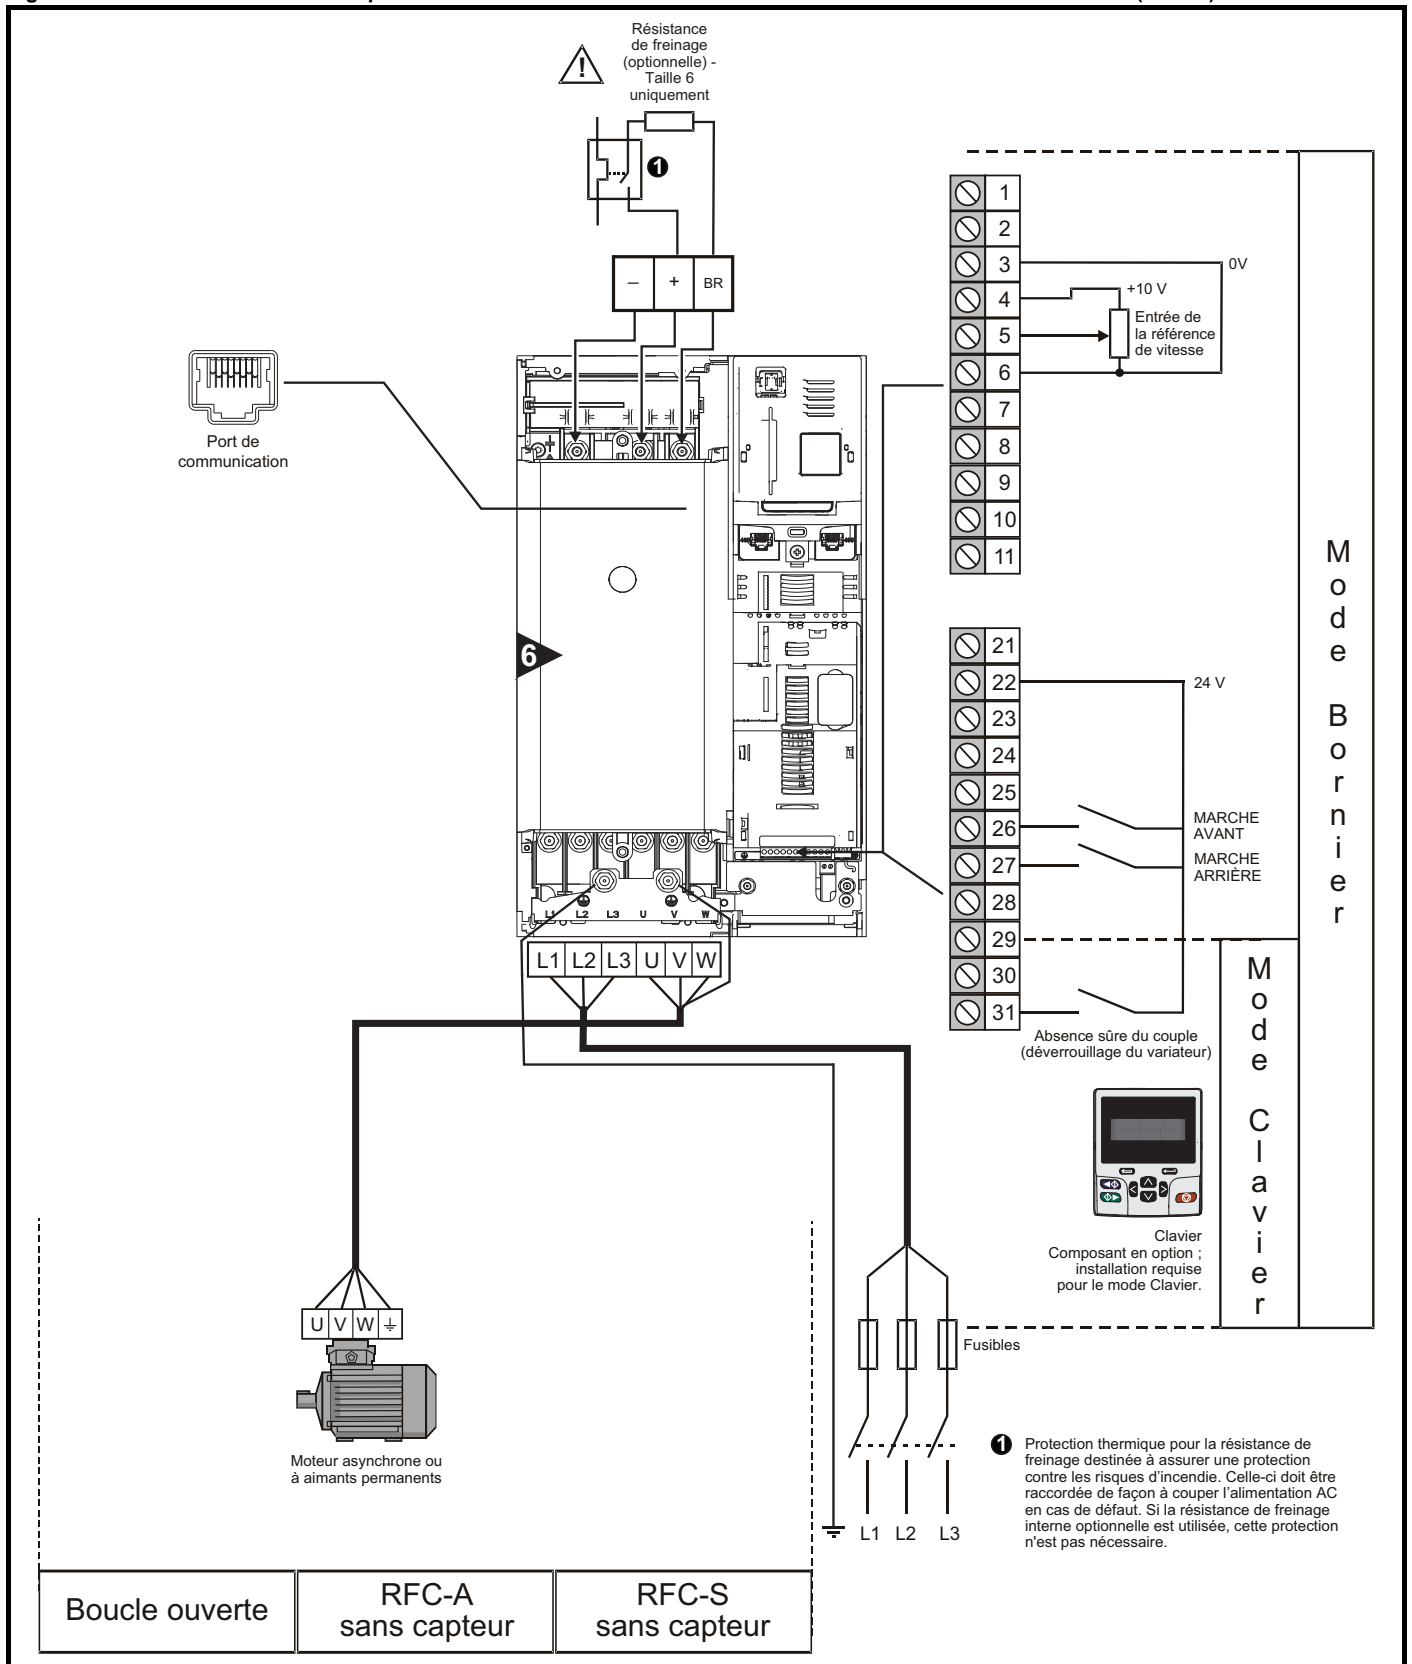 Résistance
de freinage
(optionnelle) -
Taille 6
uniquement
1
– + BR
Port de
communication
6
L1 L2 L3 U V W
L1 L2 L3 U V W
1
2
3
4
5
6
7
8
9
10
11
0V
+10 V
Entrée de
la référence
de vitesse
21
22
23
24
25
26
27
28
29
30
31
24 V
MARCHE
AVANT
MARCHE
ARRIÈRE
Absence sûre du couple
(déverrouillage du variateur)
Mode Bornier
Mode Clavier
Clavier
Composant en option ;
installation requise
pour le mode Clavier.
U V W
Moteur asynchrone ou
à aimants permanents
Fusibles
L1 L2 L3
1 Protection thermique pour la résistance de
freinage destinée à assurer une protection
contre les risques d'incendie. Celle-ci doit être
raccordée de façon à couper l'alimentation AC
en cas de défaut. Si la résistance de freinage
interne optionnelle est utilisée, cette protection
n'est pas nécessaire.
Boucle ouverte
RFC-A
sans capteur
RFC-S
sans capteur